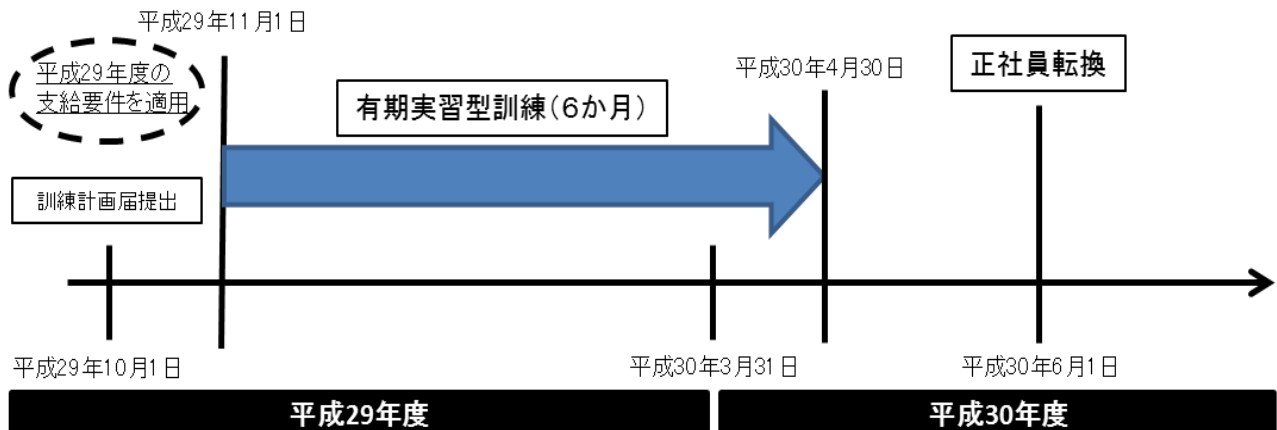 平成29年11月1日
平成29年度の
支給要件を適用
平成30年4月30日
正社員転換
有期実習型訓練(6か月)
訓練計画届提出
平成29年10月1日
平成30年3月31日
平成30年6月1日
平成29年度
平成30年度